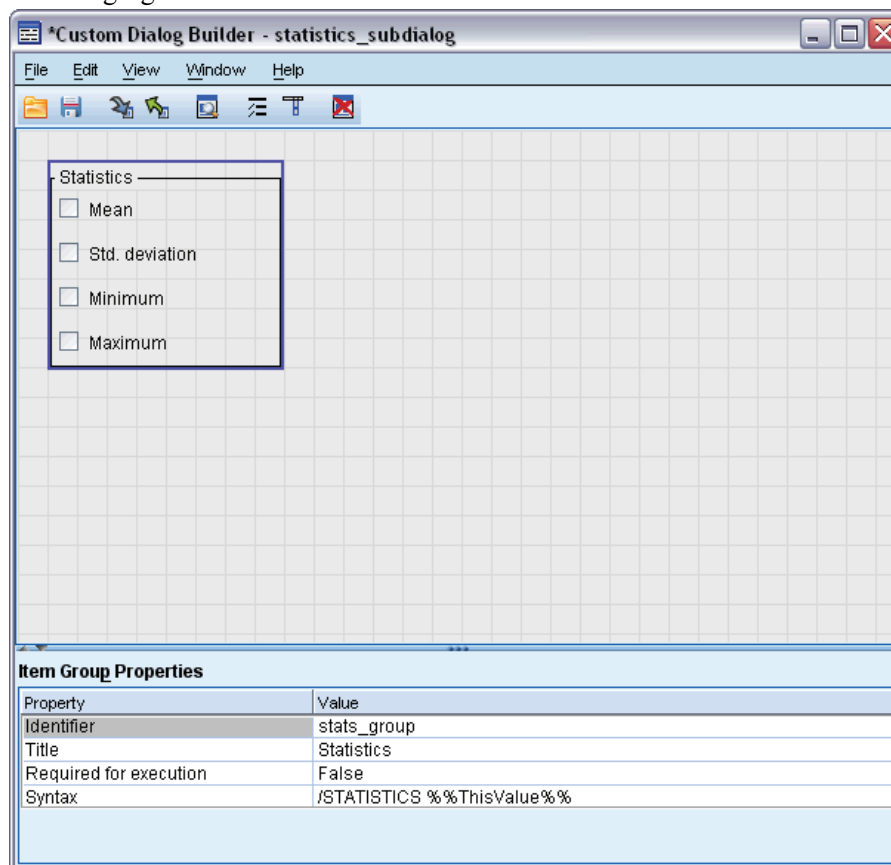 *Custom Dialog Builder - statistics_subdialog
File Edit View Window Help
Statistics
Mean
Std. deviation
Minimum
Maximum
Item Group Properties
Property Value
Identifier stats_group
Title Statistics
Required for execution False
Syntax /STATISTICS %%ThisValue%%